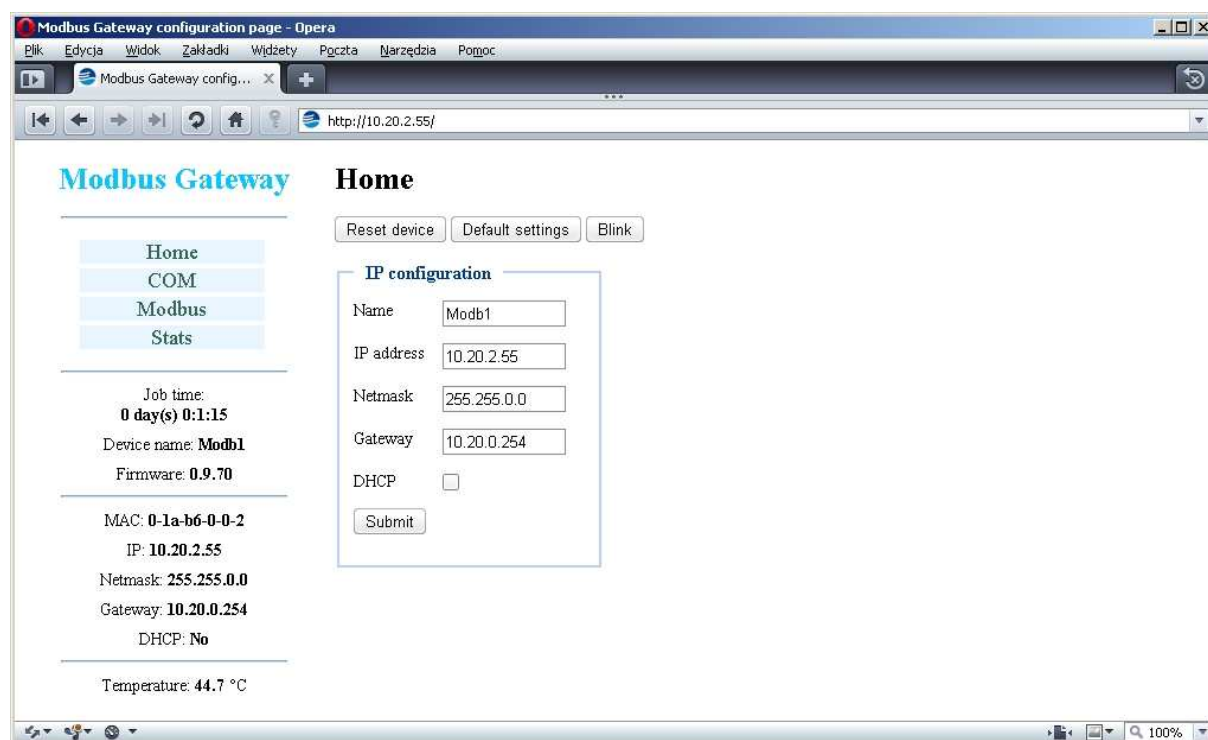 Modbus Gateway configuration page - Opera
Plik Edycja Widok Zakładki Widżety Poczta Narzędzia Pomoc
Modbus Gateway config...
http://10.20.2.55/
Modbus Gateway
Home
COM
Modbus
Stats
Job time:
0 day(s) 0:1:15
Device name: Modb1
Firmware: 0.9.70
MAC: 0-1a-b6-0-0-2
IP: 10.20.2.55
Netmask: 255.255.0.0
Gateway: 10.20.0.254
DHCP: No
Temperature: 44.7 °C
Home
Reset device Default settings Blink
IP configuration
Name Modb1
IP address 10.20.2.55
Netmask 255.255.0.0
Gateway 10.20.0.254
DHCP
Submit
100%